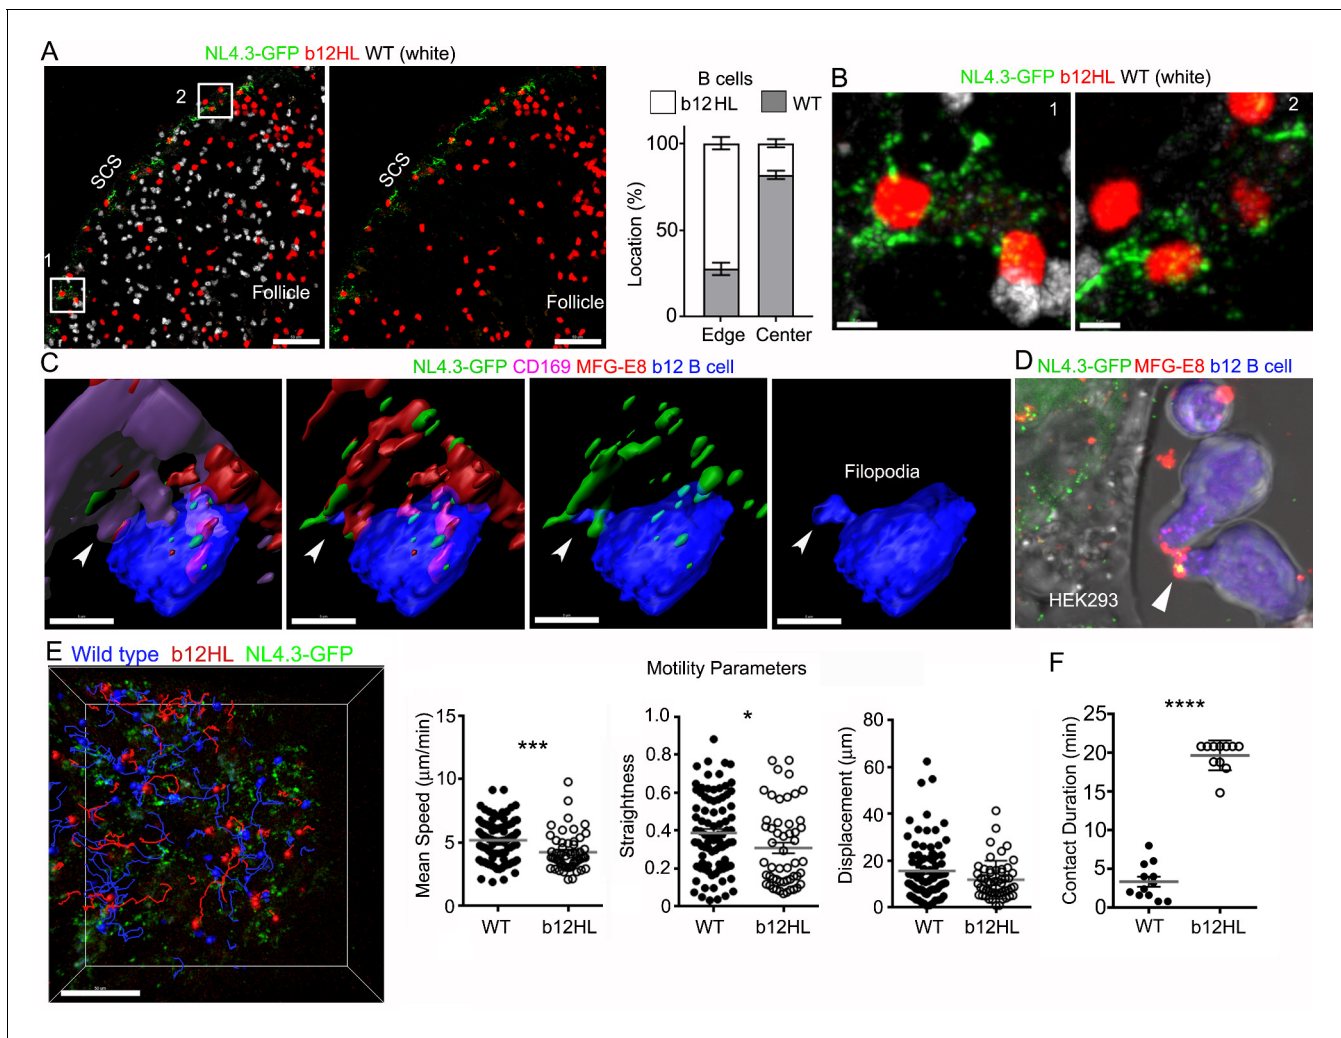 A
NL4.3-GFP b12HL WT (white)
2
SCS
1
Follicle
SCS
Follicle
B cells
b12HL WT
Location (%)
100
50
0
Edge Center
B
NL4.3-GFP b12HL WT (white)
1
2
C
NL4.3-GFP CD169 MFG-E8 b12 B cell
Filopodia
D
NL4.3-GFP MFG-E8 b12 B cell
HEK293
E Wild type b12HL NL4.3-GFP
Motility Parameters
Mean Speed (µm/min)
15
10
5
0
***
WT b12HL
Straightness
1.0
0.8
0.6
0.4
0.2
0
*
WT b12HL
Displacement (µm)
80
60
40
20
0
WT b12HL
F
Contact Duration (min)
25
20
15
10
5
0
****
WT b12HL